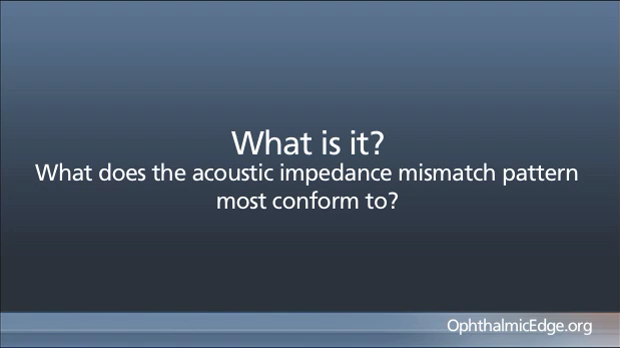 What is it?
What does the acoustic impedance mismatch pattern
most conform to?
OphthalmicEdge.org